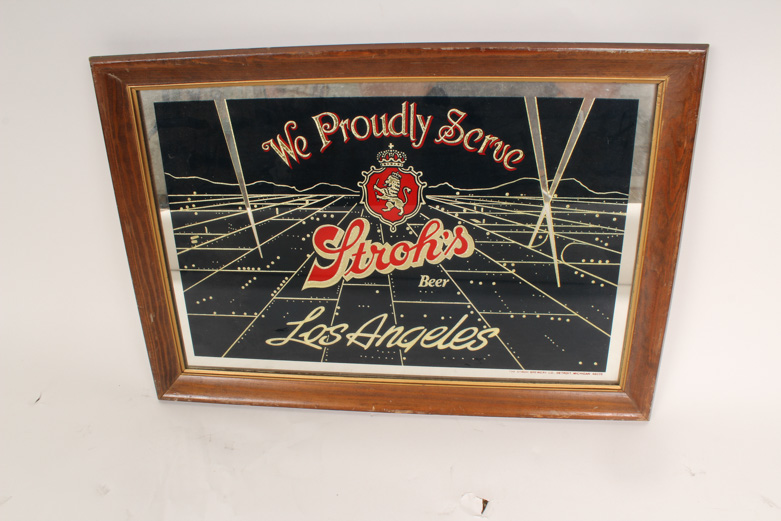 We Proudly Serve
Stroh's
Beer
Los Angeles